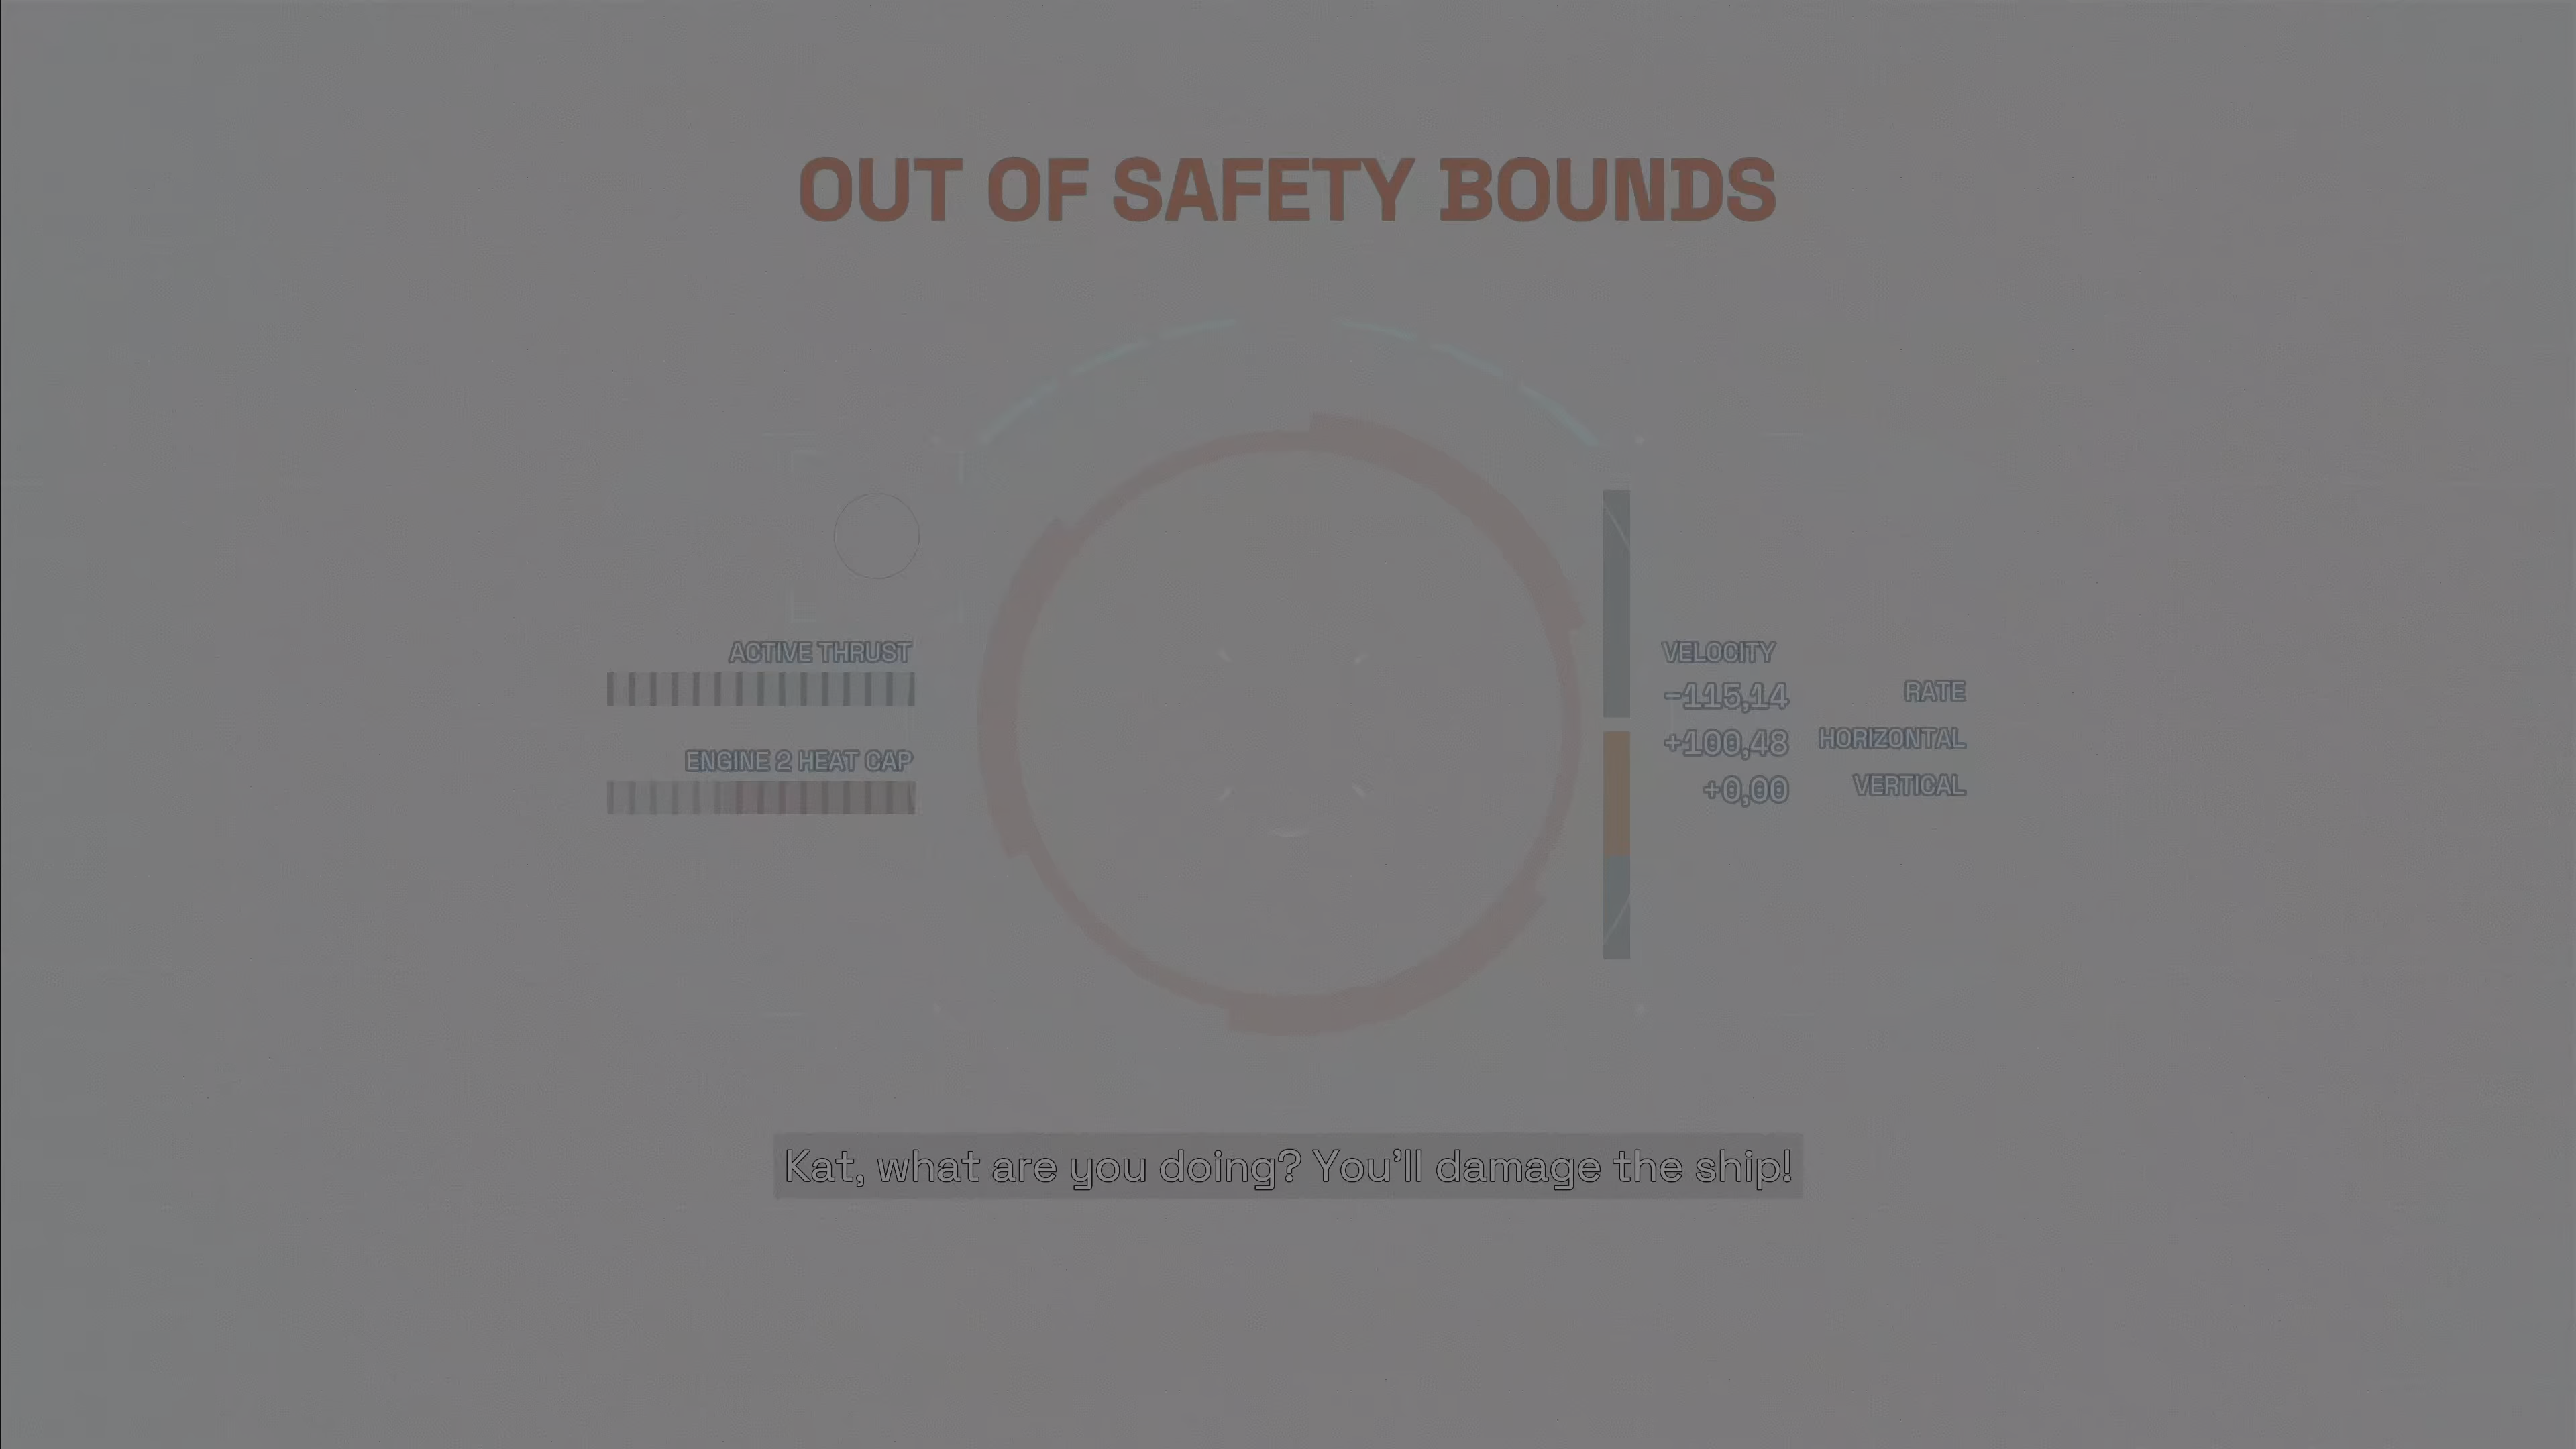 OUT OF SAFETY BOUNDS
ACTIVE THRUST
ENGINE 2 HEAT CAP
VELOCITY
-115,14 RATE
+100,48 HORIZONTAL
+0,00 VERTICAL
Kat, what are you doing? You’ll damage the ship!